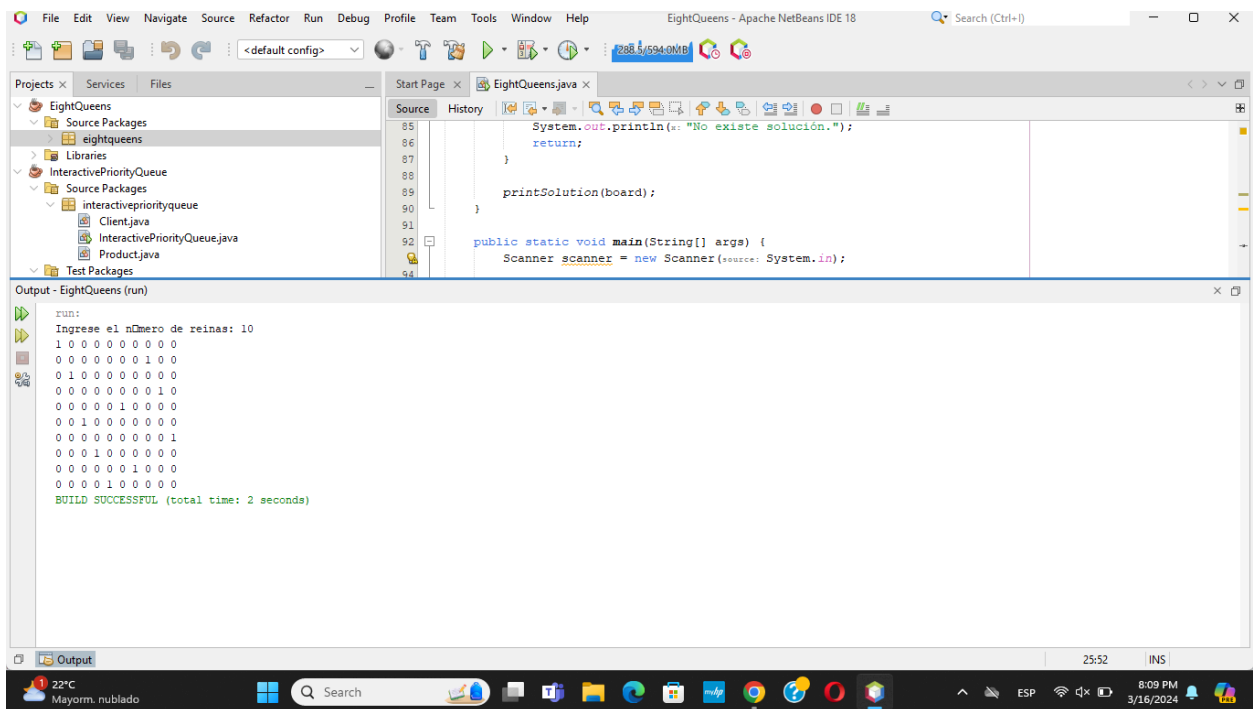 File Edit View Navigate Source Refactor Run Debug Profile Team Tools Window Help EightQueens - Apache NetBeans IDE 18 Search (Ctrl+I)
<default config> 288.5/594.0MB
Projects Services Files Start Page EightQueens.java
EightQueens
Source Packages
eightqueens
Libraries
InteractivePriorityQueue
Source Packages
interactivepriorityqueue
Client.java
InteractivePriorityQueue.java
Product.java
Test Packages
Source History
85 System.out.println(x: "No existe solución.");
86 return;
87 }
88
89 printSolution(board);
90 }
91
92 public static void main(String[] args) {
Scanner scanner = new Scanner(source: System.in);
94
Output - EightQueens (run)
run:
Ingrese el n□mero de reinas: 10
1 0 0 0 0 0 0 0 0 0
0 0 0 0 0 0 0 1 0 0
0 1 0 0 0 0 0 0 0 0
0 0 0 0 0 0 0 0 1 0
0 0 0 0 0 1 0 0 0 0
0 0 1 0 0 0 0 0 0 0
0 0 0 0 0 0 0 0 0 1
0 0 0 1 0 0 0 0 0 0
0 0 0 0 0 0 1 0 0 0
0 0 0 0 1 0 0 0 0 0
BUILD SUCCESSFUL (total time: 2 seconds)
Output 25:52 INS
1 22°C
Mayorm. nublado
Search
myhp
ESP
8:09 PM
3/16/2024
PRE